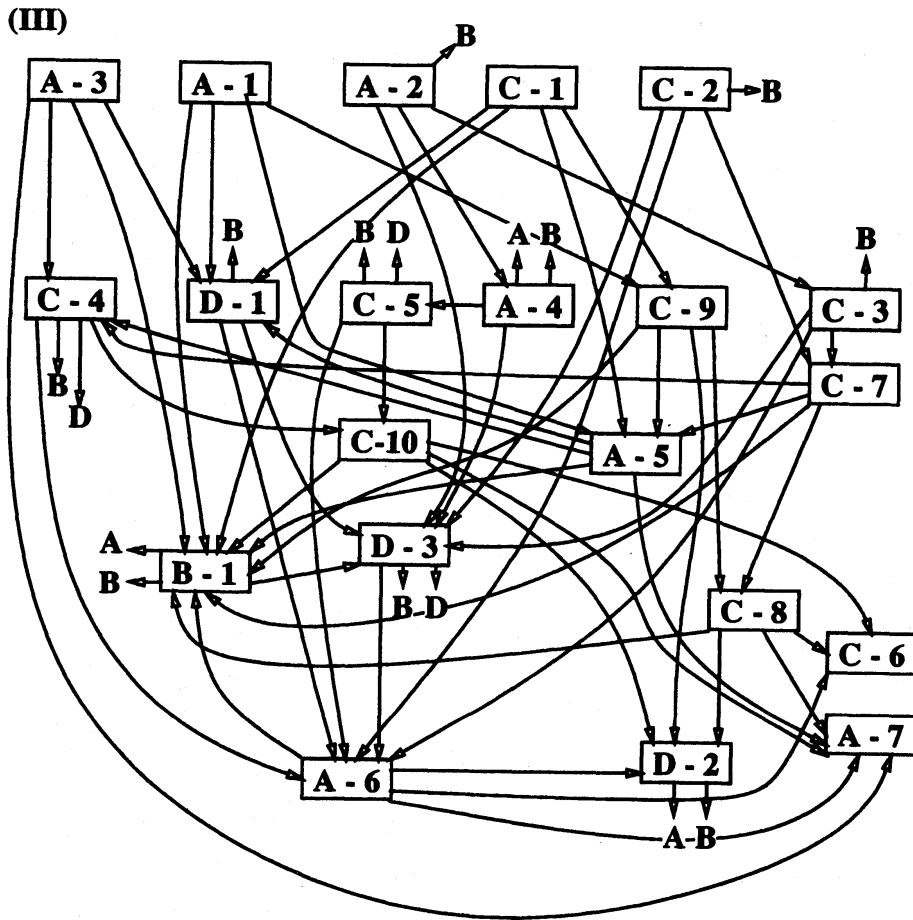 (III)
B
A - 3 A - 1 A - 2 C - 1 C - 2 B
B B D A B B
C - 4 D - 1 C - 5 A - 4 C - 9 C - 3
B D C - 7
C-10 A - 5
A D - 3
B B - 1
B D C - 8
C - 6
A - 7
A - 6 D - 2
A B